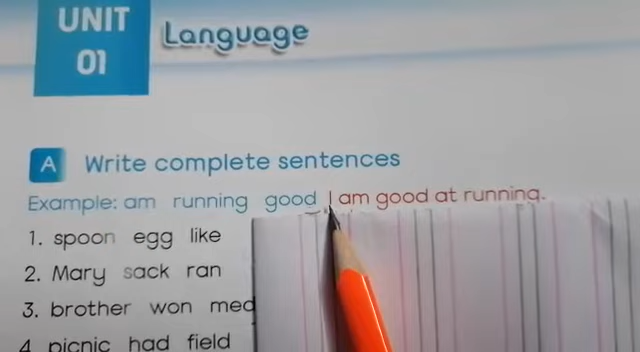 UNIT
01
Language
A Write complete sentences
Example: am running good I am good at running.
1. spoon egg like
2. Mary sack ran
3. brother won
4. picnic had field